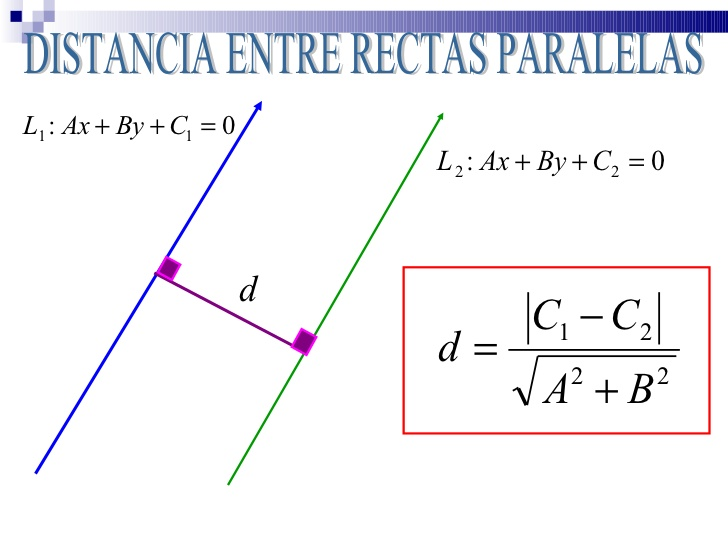 DISTANCIA ENTRE RECTAS PARALELAS
L₁: Ax + By + C₁ = 0
L₂: Ax + By + C₂ = 0
d
d = |C₁ − C₂| / √(A² + B²)